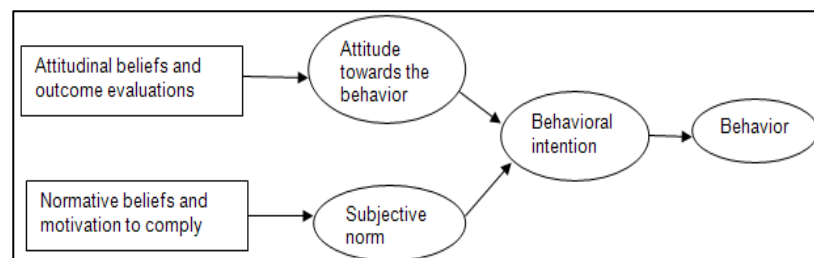 Attitudinal beliefs and
outcome evaluations
Attitude
towards the
behavior
Behavioral
intention
Behavior
Normative beliefs and
motivation to comply
Subjective
norm